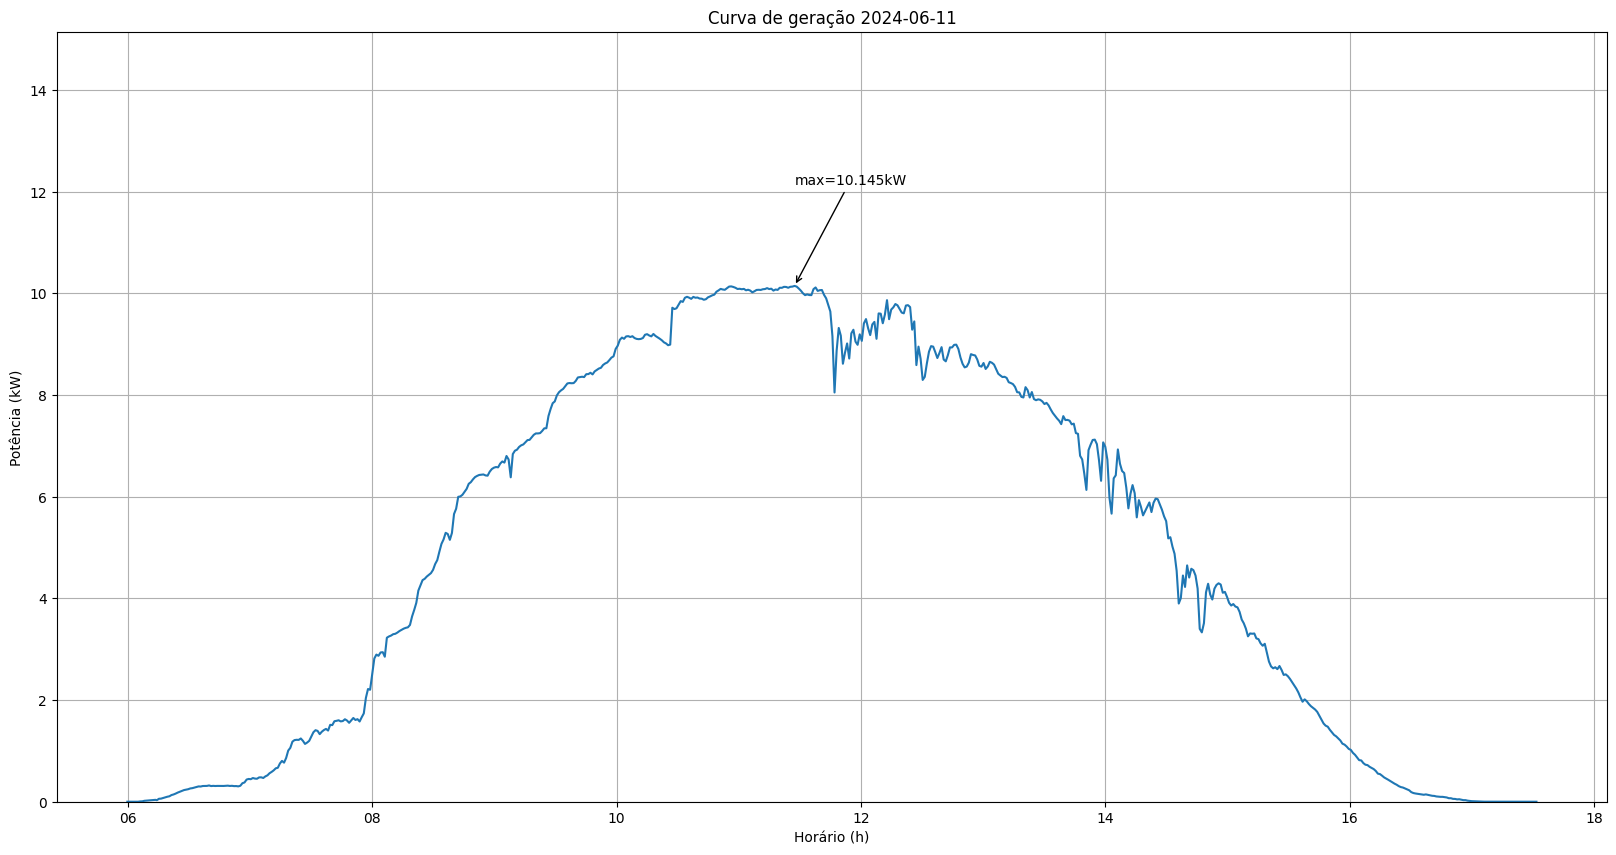 Curva de geração 2024-06-11
14
12
10
8
6
4
2
0
Potência (kW)
max=10.145kW
06 08 10 12 14 16 18
Horário (h)